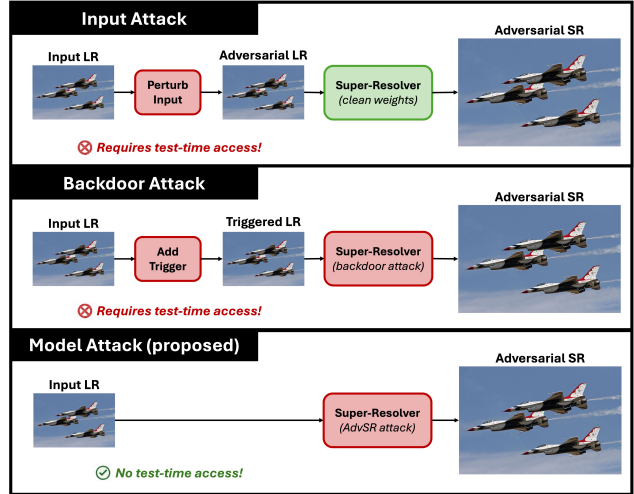 Input Attack
Input LR
Perturb
Input
Adversarial LR
Super-Resolver
(clean weights)
Adversarial SR
Requires test-time access!
Backdoor Attack
Input LR
Add
Trigger
Triggered LR
Super-Resolver
(backdoor attack)
Adversarial SR
Requires test-time access!
Model Attack (proposed)
Input LR
Super-Resolver
(AdvSR attack)
Adversarial SR
No test-time access!